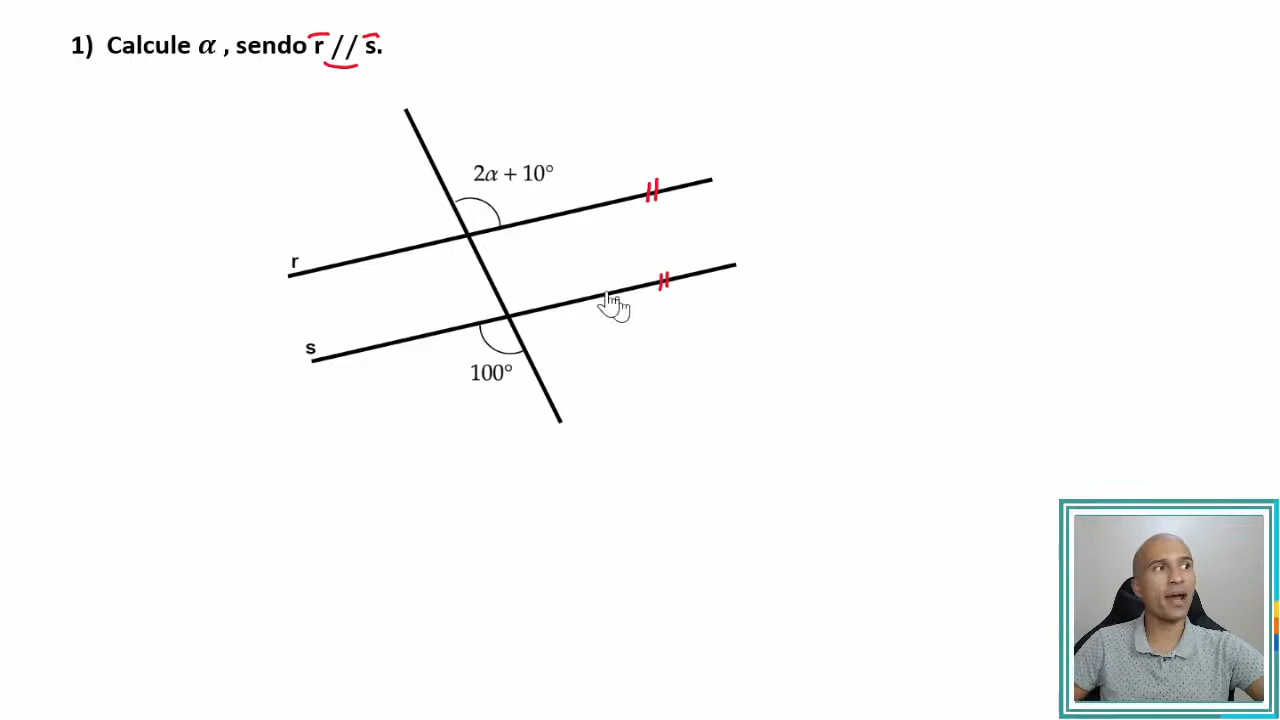 1) Calcule α , sendo r // s.
2α + 10°
r
s
100°